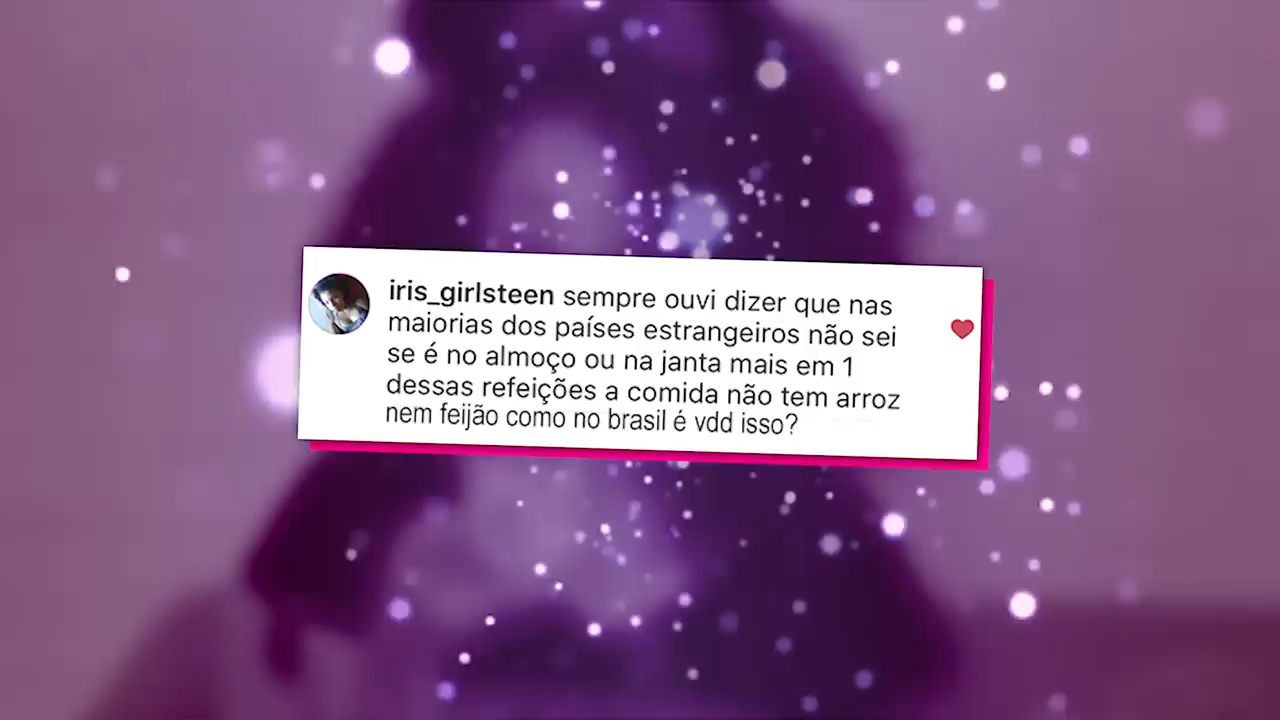 iris_girlsteen sempre ouvi dizer que nas
maiorias dos países estrangeiros não sei
se é no almoço ou na janta mais em 1
dessas refeições a comida não tem arroz
nem feijão como no brasil é vdd isso?